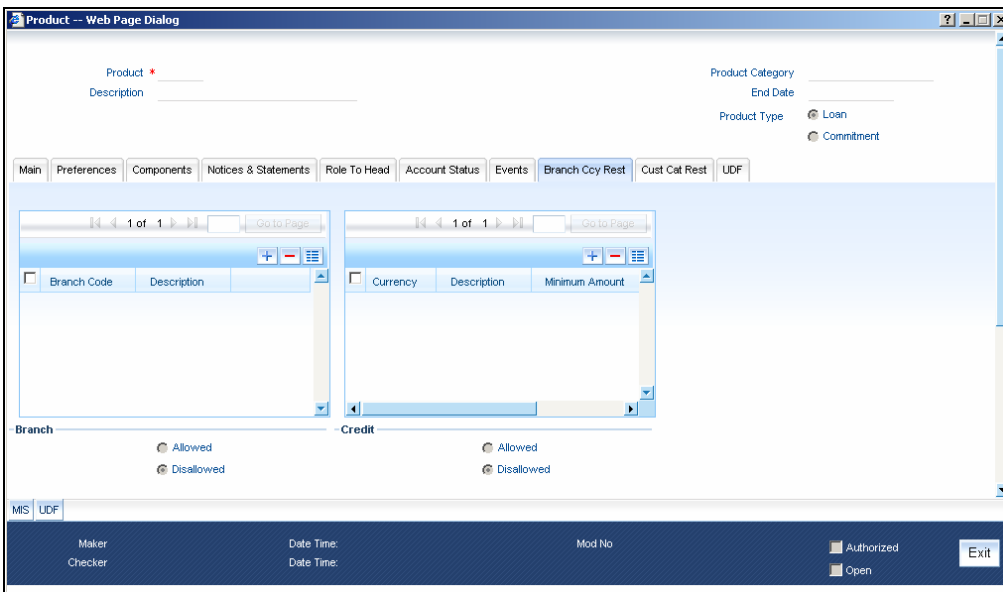 Product -- Web Page Dialog
Product *
Description
Product Category
End Date
Product Type
Loan
Commitment
Main Preferences Components Notices & Statements Role To Head Account Status Events Branch Ccy Rest Cust Cat Rest UDF
1 of 1 Go to Page
Branch Code Description
1 of 1 Go to Page
Currency Description Minimum Amount
Branch
Allowed
Disallowed
Credit
Allowed
Disallowed
MIS UDF
Maker Date Time: Mod No
Checker Date Time:
Authorized
Open
Exit